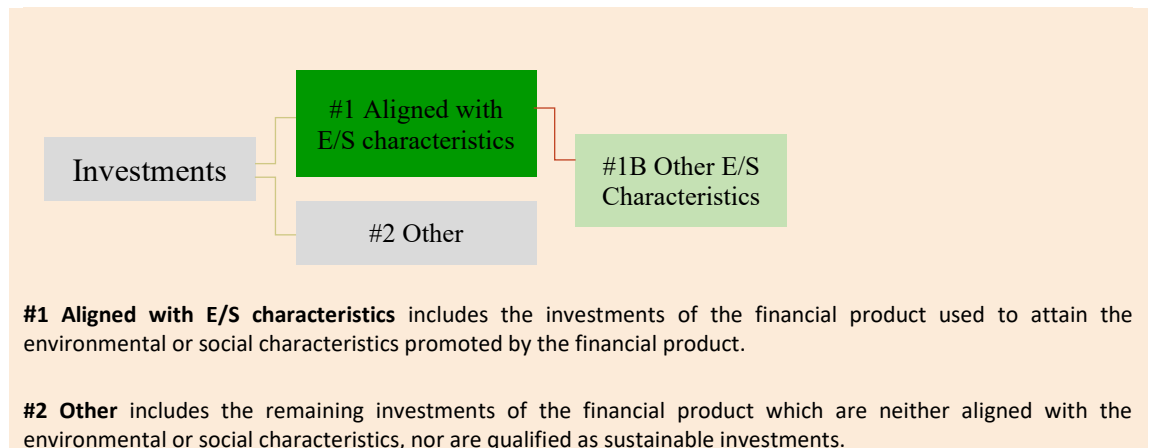 #1 Aligned with
E/S characteristics
Investments
#1B Other E/S
Characteristics
#2 Other
#1 Aligned with E/S characteristics includes the investments of the financial product used to attain the
environmental or social characteristics promoted by the financial product.
#2 Other includes the remaining investments of the financial product which are neither aligned with the
environmental or social characteristics, nor are qualified as sustainable investments.